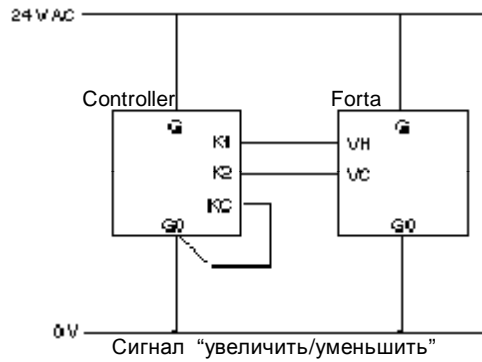 24 V AC
Controller
Forta
G
G
K1
VH
K2
VC
KC
G0
G0
0 V
Сигнал “увеличить/уменьшить”